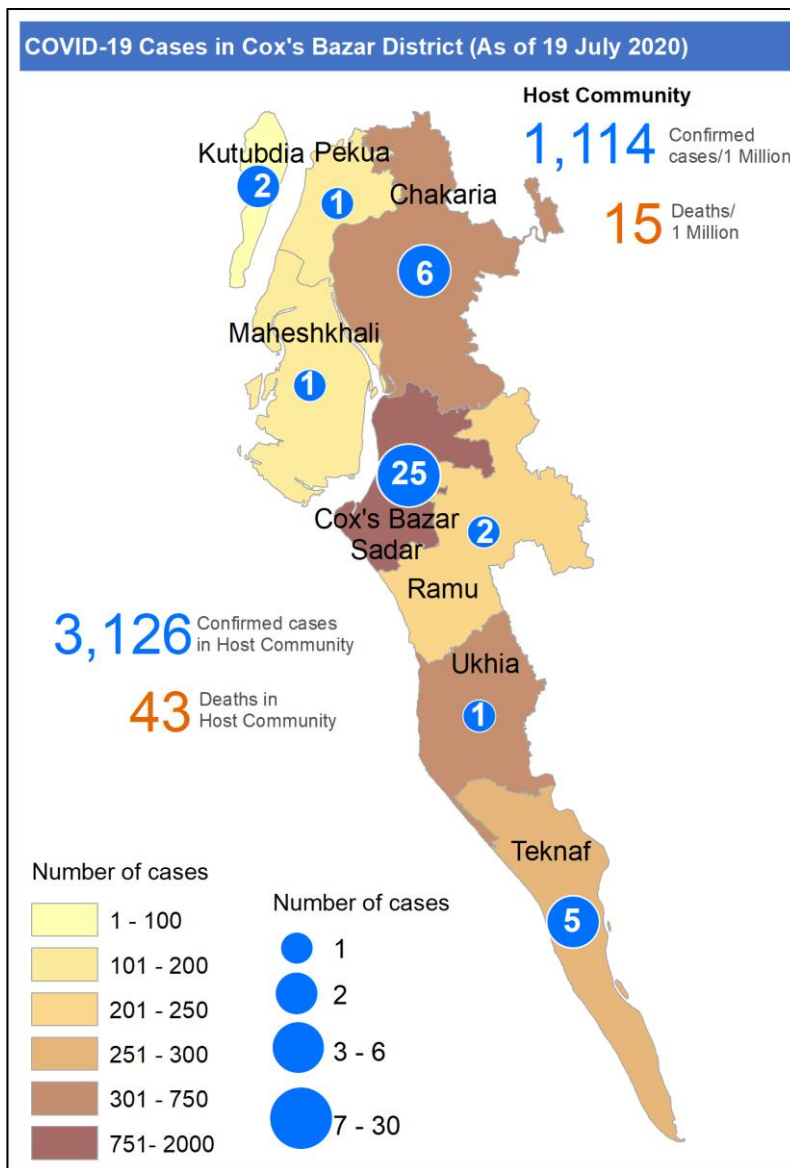 COVID-19 Cases in Cox's Bazar District (As of 19 July 2020)
Host Community
1,114 Confirmed
cases/1 Million
15 Deaths/
1 Million
Kutubdia
2
Pekua
1
Chakaria
6
Maheshkhali
1
25
Cox's Bazar
Sadar
2
Ramu
3,126 Confirmed cases
in Host Community
43 Deaths in
Host Community
Ukhia
1
Teknaf
5
Number of cases
1 - 100
101 - 200
201 - 250
251 - 300
301 - 750
751- 2000
Number of cases
1
2
3 - 6
7 - 30